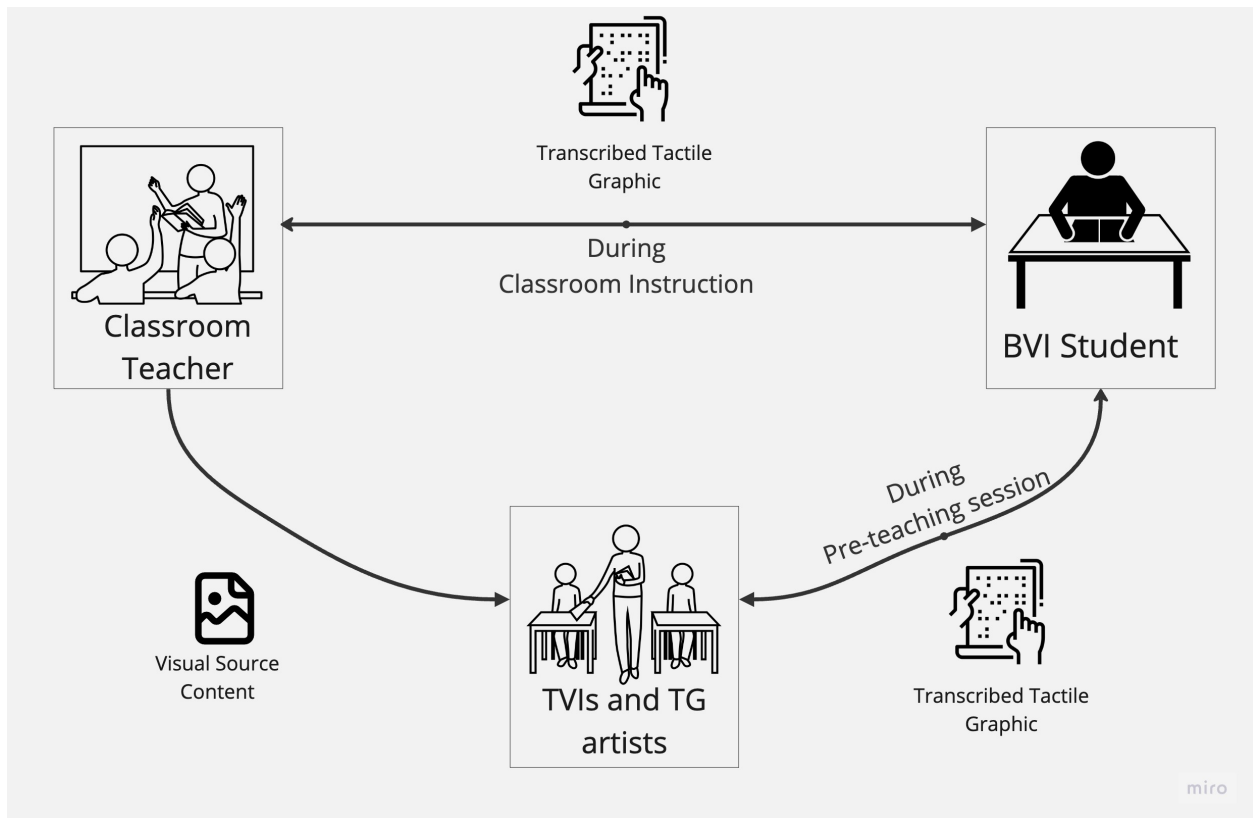 Transcribed Tactile
Graphic
During
Classroom Instruction
Classroom
Teacher
BVI Student
During
Pre-teaching session
Visual Source
Content
TVIs and TG
artists
Transcribed Tactile
Graphic
miro